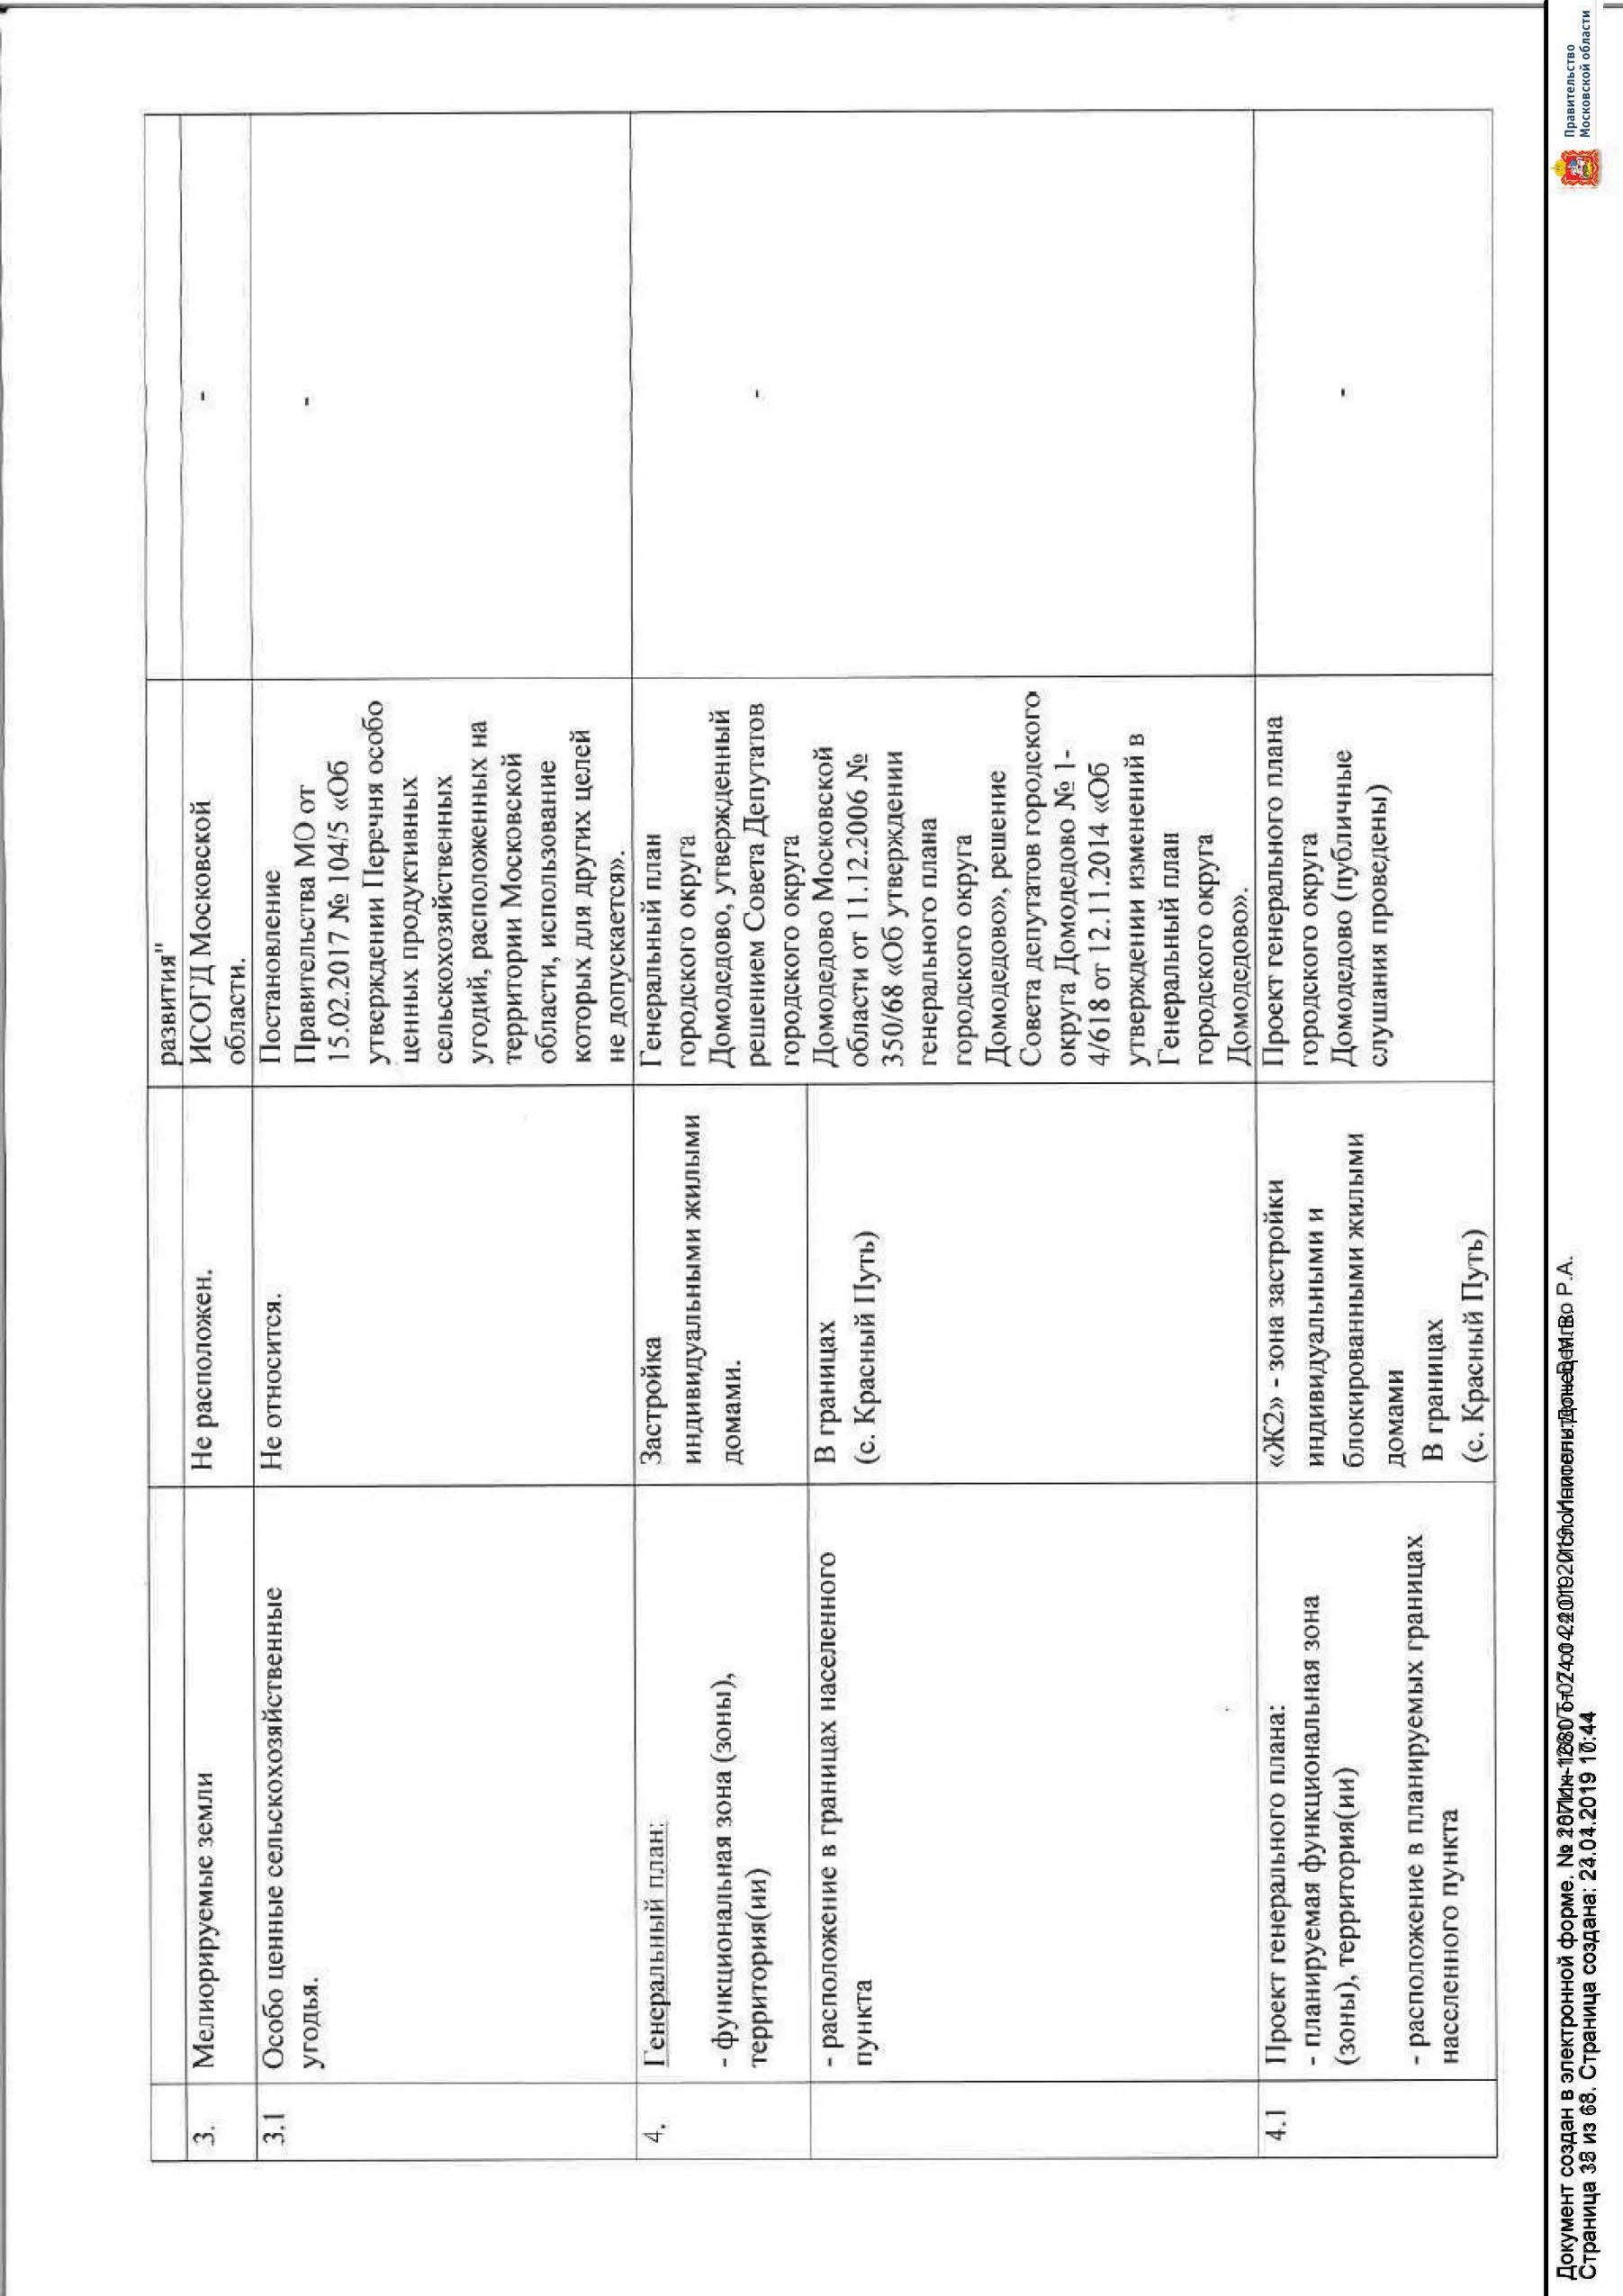 развития"
3.
Мелиорируемые земли
Не расположен.
ИСОГД Московской
области.
-
3.1
Особо ценные сельскохозяйственные
угодья.
Не относится.
Постановление
Правительства МО от
15.02.2017 № 104/5 «Об
утверждении Перечня особо
ценных продуктивных
сельскохозяйственных
угодий, расположенных на
территории Московской
области, использование
которых для других целей
не допускается».
-
4.
Генеральный план:
- функциональная зона (зоны),
территория(ии)
Застройка
индивидуальными жилыми
домами.
- расположение в границах населенного
пункта
В границах
(с. Красный Путь)
Генеральный план
городского округа
Домодедово, утвержденный
решением Совета Депутатов
городского округа
Домодедово Московской
области от 11.12.2006 №
350/68 «Об утверждении
генерального плана
городского округа
Домодедово», решение
Совета депутатов городского
округа Домодедово № 1-
4/618 от 12.11.2014 «Об
утверждении изменений в
Генеральный план
городского округа
Домодедово».
-
4.1
Проект генерального плана:
- планируемая функциональная зона
(зоны), территория(ии)
- расположение в планируемых границах
населенного пункта
«Ж2» - зона застройки
индивидуальными и
блокированными жилыми
домами
В границах
(с. Красный Путь)
Проект генерального плана
городского округа
Домодедово (публичные
слушания проведены)
-
Документ создан в электронной форме. №
Страница из 68. Страница создана:
Правительство
Московской области